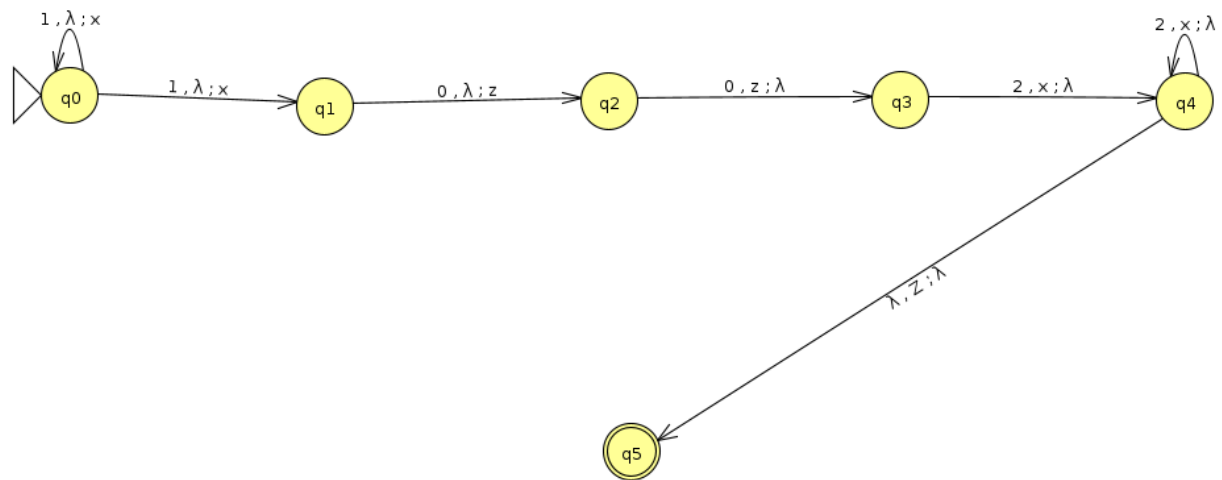 1 , λ ; x
2 , x ; λ
q0
1 , λ ; x
q1
0 , λ ; z
q2
0 , z ; λ
q3
2 , x ; λ
q4
λ , Z ; λ
q5